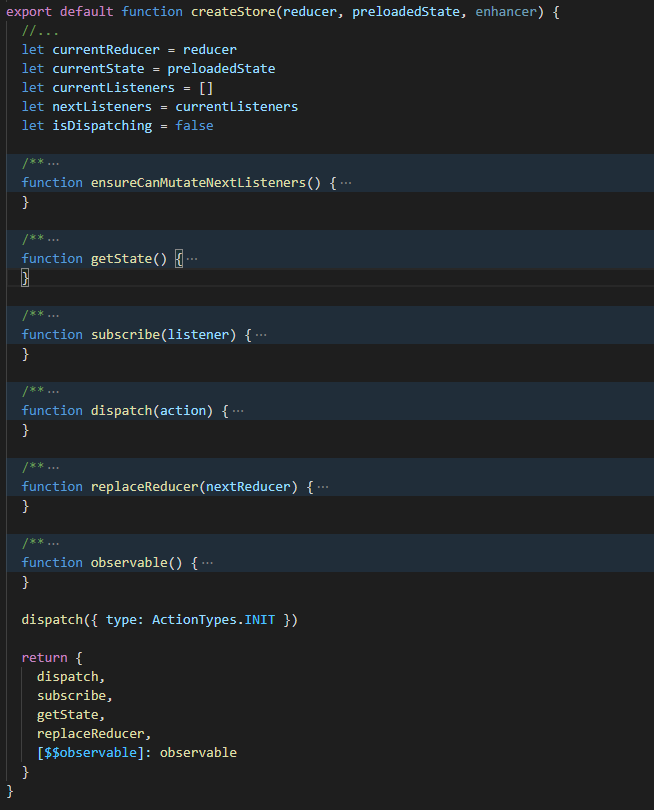 export default function createStore(reducer, preloadedState, enhancer) {
  //...
  let currentReducer = reducer
  let currentState = preloadedState
  let currentListeners = []
  let nextListeners = currentListeners
  let isDispatching = false

  /**···
  function ensureCanMutateNextListeners() {···
  }

  /**···
  function getState() {···
  }

  /**···
  function subscribe(listener) {···
  }

  /**···
  function dispatch(action) {···
  }

  /**···
  function replaceReducer(nextReducer) {···
  }

  /**···
  function observable() {···
  }

  dispatch({ type: ActionTypes.INIT })

  return {
    dispatch,
    subscribe,
    getState,
    replaceReducer,
    [$$observable]: observable
  }
}